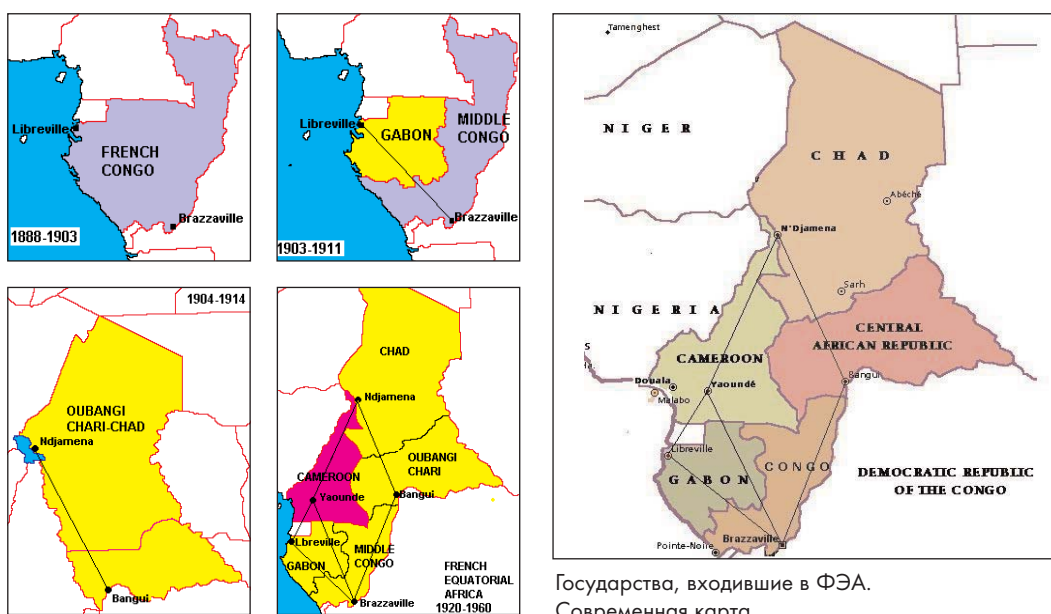 Libreville
FRENCH
CONGO
Brazzaville
1888-1903
Libreville
GABON
MIDDLE
CONGO
Brazzaville
1903-1911
1904-1914
OUBANGI
CHARI-CHAD
Ndjamena
Bangui
CHAD
Ndjamena
OUBANGI
CHARI
CAMEROON
Yaounde
Bangui
Lbreville
MIDDLE
CONGO
GABON
FRENCH
EQUATORIAL
AFRICA
1920-1960
Brazzaville
Tamenghest
NIGER
CHAD
Abéché
N'Djamena
Sarh
NIGERIA
CENTRAL
AFRICAN REPUBLIC
CAMEROON
Bangui
Douala
Yaoundé
Malabo
Libreville
CONGO
GABON
DEMOCRATIC REPUBLIC
OF THE CONGO
Brazzaville
Pointe-Noire
Государства, входившие в ФЭА.
Современная карта